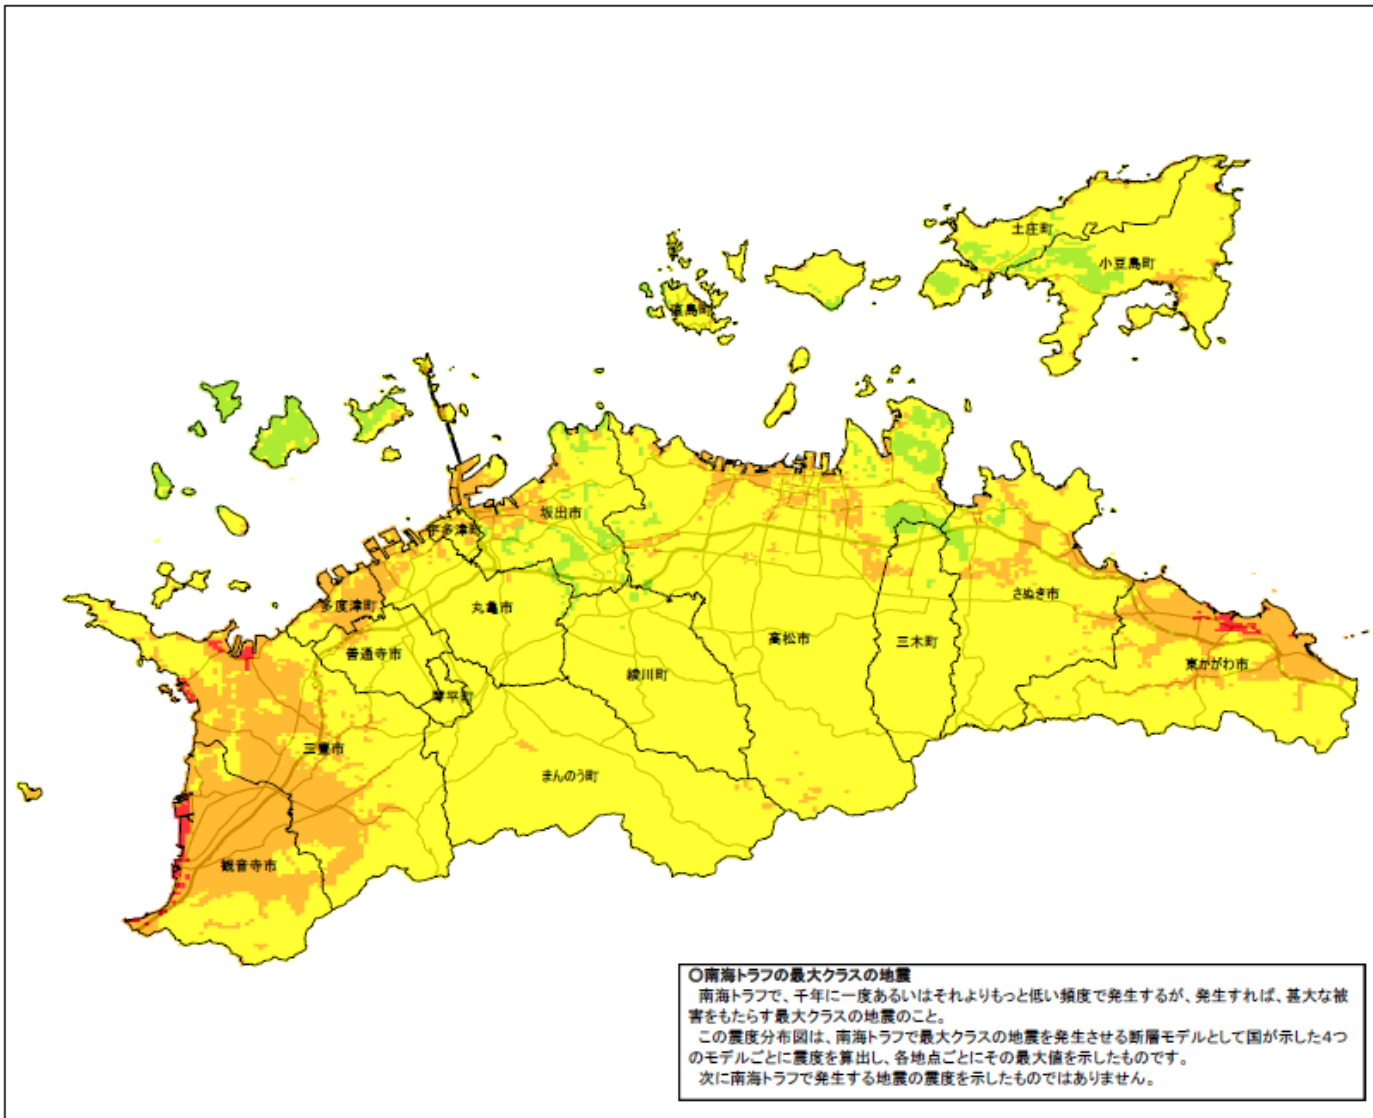 土庄町
小豆島町
直島町
坂出市
宇多津町
多度津町
丸亀市
さぬき市
善通寺市
高松市
三木町
東かがわ市
綾川町
琴平町
三豊市
まんのう町
観音寺市
〇南海トラフの最大クラスの地震
南海トラフで、千年に一度あるいはそれよりもっと低い頻度で発生するが、発生すれば、甚大な被
害をもたらす最大クラスの地震のこと。
この震度分布図は、南海トラフで最大クラスの地震を発生させる断層モデルとして国が示した4つ
のモデルごとに震度を算出し、各地点ごとにその最大値を示したものです。
次に南海トラフで発生する地震の震度を示したものではありません。